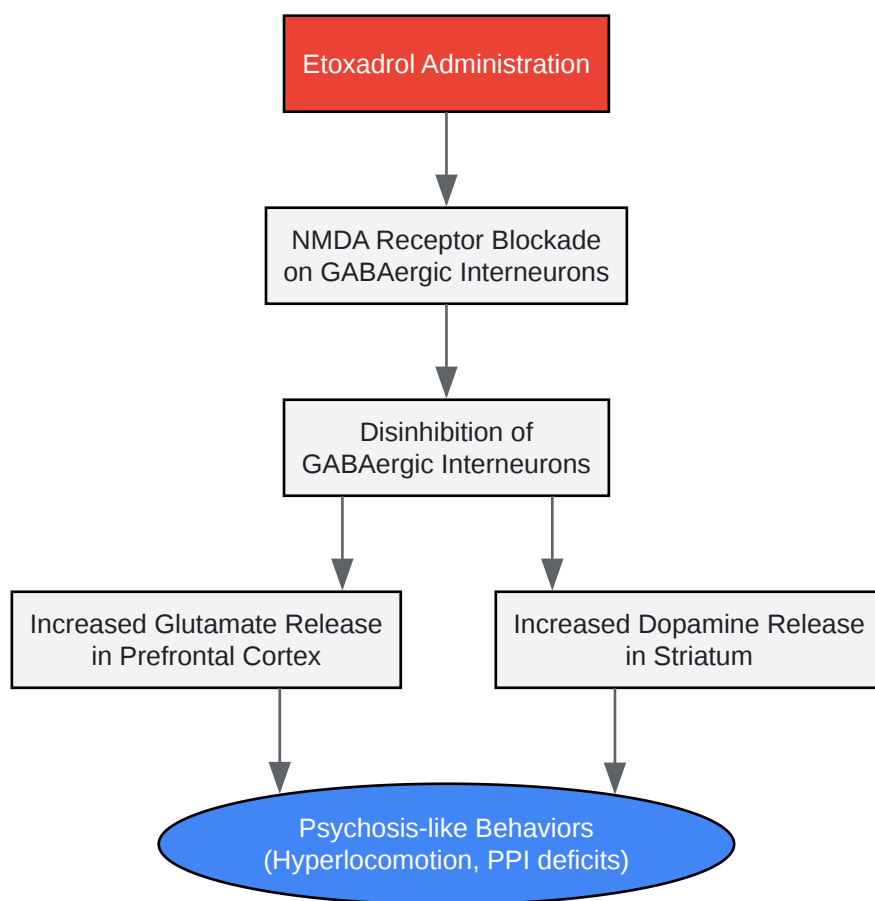 Etoxadrol Administration
NMDA Receptor Blockade
on GABAergic Interneurons
Disinhibition of
GABAergic Interneurons
Increased Glutamate Release
in Prefrontal Cortex
Increased Dopamine Release
in Striatum
Psychosis-like Behaviors
(Hyperlocomotion, PPI deficits)